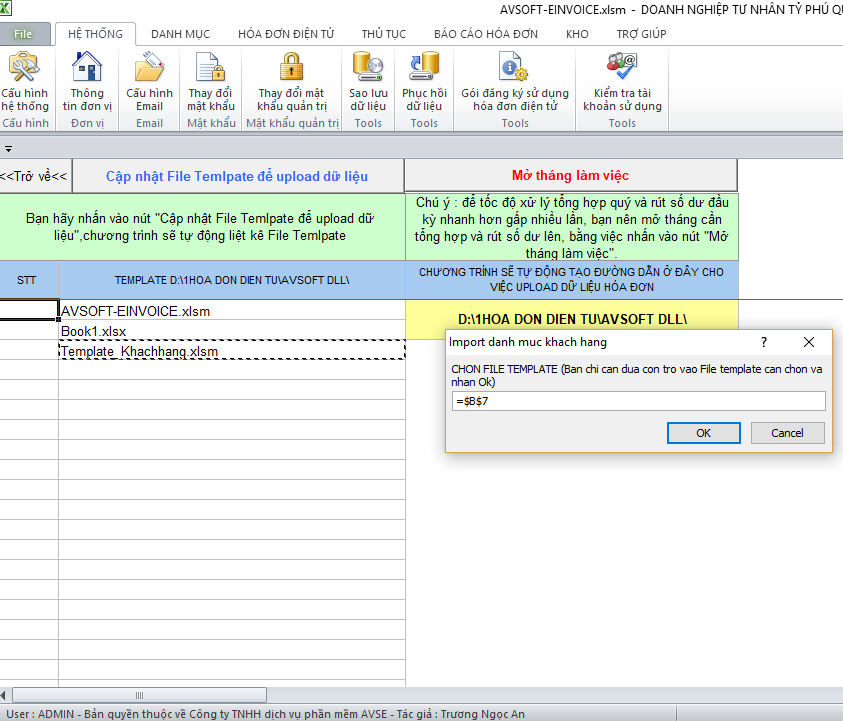 AVSOFT-EINVOICE.xlsm - DOANH NGHIỆP TƯ NHÂN TỶ PHÚ
File HỆ THỐNG DANH MỤC HÓA ĐƠN ĐIỆN TỬ THỦ TỤC BÁO CÁO HÓA ĐƠN KHO TRỢ GIÚP
Cấu hình Thông Cấu hình Thay đổi Thay đổi mật Sao lưu Phục hồi Gói đăng ký sử dụng Kiểm tra tài
hệ thống tin đơn vị Email mật khẩu khẩu quản trị dữ liệu dữ liệu hóa đơn điện tử khoản sử dụng
Cấu hình Đơn vị Email Mật khẩu Mật khẩu quản trị Tools Tools Tools Tools
<<Trở về<< Cập nhật File Temlpate để upload dữ liệu Mở tháng làm việc
Bạn hãy nhấn vào nút "Cập nhật File Temlpate để upload dữ
liệu",chương trình sẽ tự động liệt kê File Temlpate
Chú ý : để tốc độ xử lý tổng hợp quý và rút số dư đầu
kỳ nhanh hơn gấp nhiều lần, bạn nên mở tháng cần
tổng hợp và rút số dư lên, bằng việc nhấn vào nút "Mở
tháng làm việc".
STT TEMPLATE D:\1HOA DON DIEN TU\AVSOFT DLL\
CHƯƠNG TRÌNH SẼ TỰ ĐỘNG TẠO ĐƯỜNG DẪN Ở ĐÂY CHO
VIỆC UPLOAD DỮ LIỆU HÓA ĐƠN
AVSOFT-EINVOICE.xlsm
Book1.xlsx
Template_Khachhang.xlsm
D:\1HOA DON DIEN TU\AVSOFT DLL\
Import danh muc khach hang ?
CHON FILE TEMPLATE (Ban chi can dua con tro vao File template can chon va
nhan Ok)
=$B$7
OK Cancel
User : ADMIN - Bản quyền thuộc về Công ty TNHH dịch vụ phần mềm AVSE - Tác giả : Trương Ngọc An